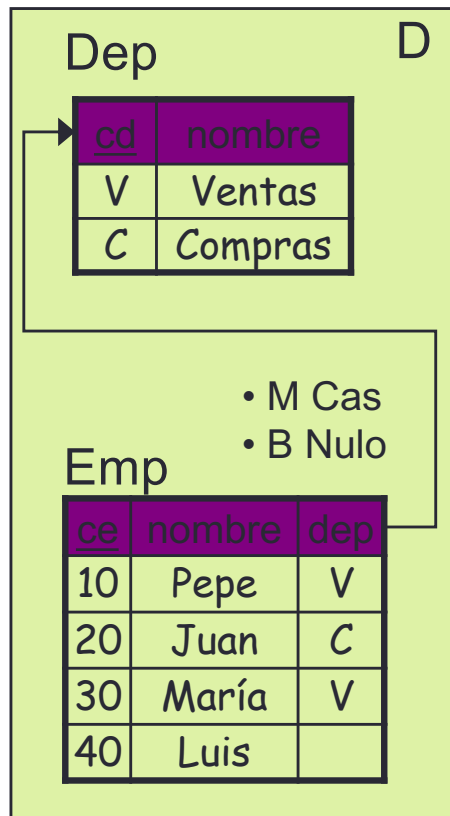 D
Dep
cd nombre
V Ventas
C Compras
• M Cas
• B Nulo
Emp
ce nombre dep
10 Pepe V
20 Juan C
30 María V
40 Luis